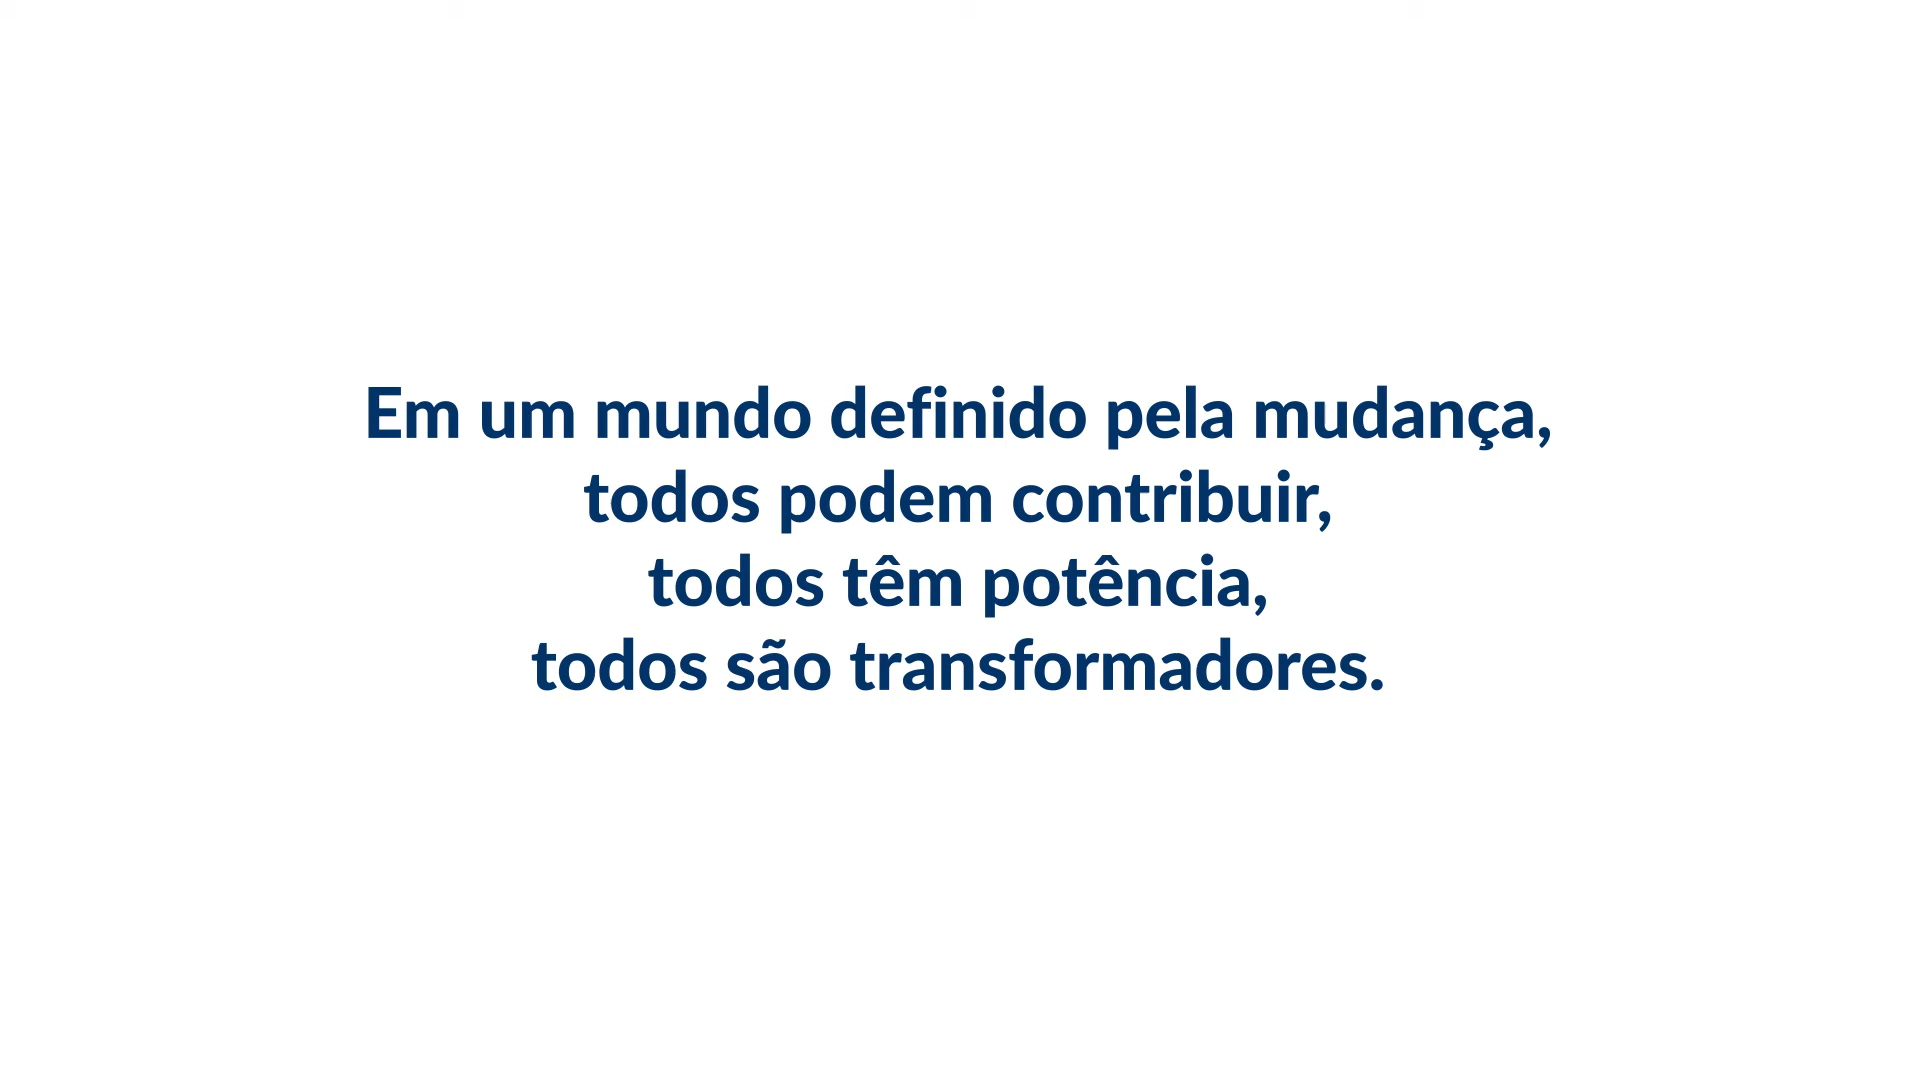 Em um mundo definido pela mudança,
todos podem contribuir,
todos têm potência,
todos são transformadores.